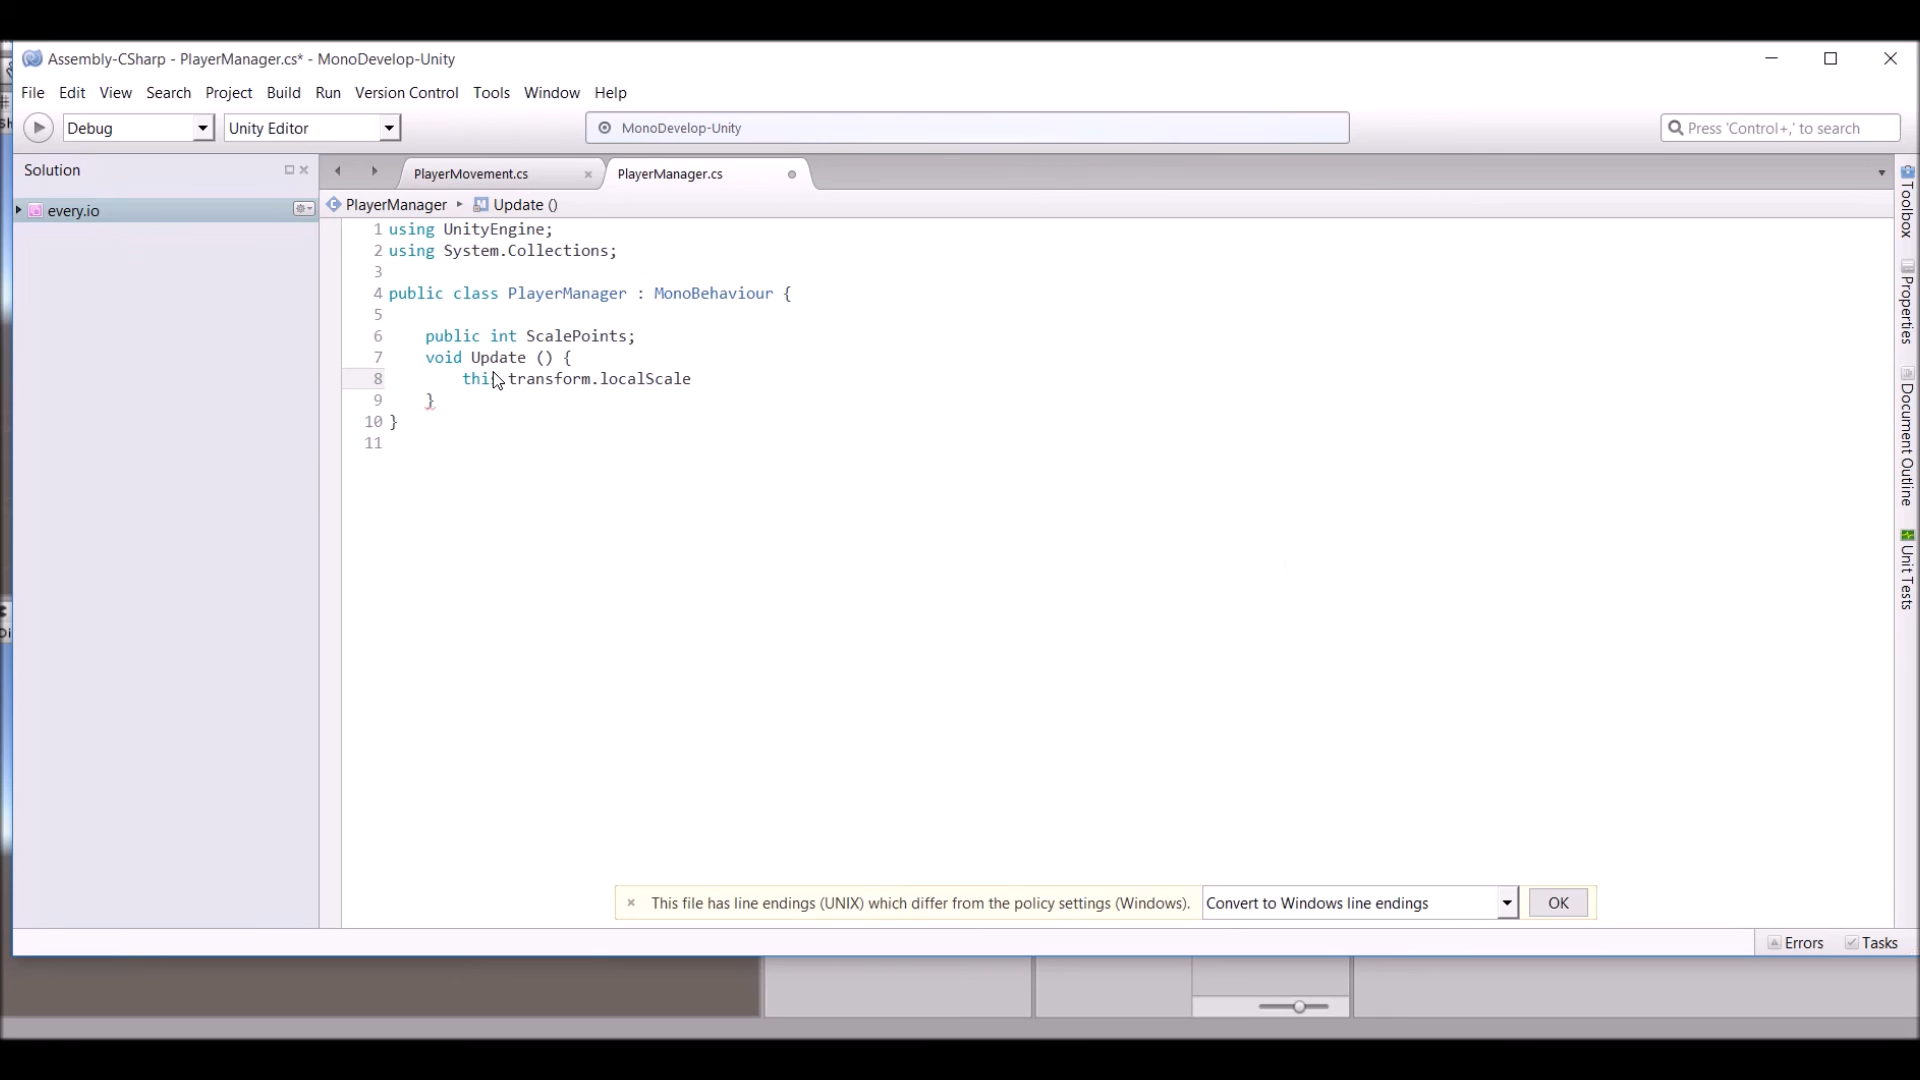 Assembly-CSharp - PlayerManager.cs* - MonoDevelop-Unity
File Edit View Search Project Build Run Version Control Tools Window Help
Debug Unity Editor MonoDevelop-Unity Press 'Control+,' to search
Solution
PlayerMovement.cs PlayerManager.cs
every.io
PlayerManager Update ()
1 using UnityEngine;
2 using System.Collections;
3
4 public class PlayerManager : MonoBehaviour {
5
6 public int ScalePoints;
7 void Update () {
8 this.transform.localScale
9 }
10 }
11
Toolbox
Properties
Document Outline
Unit Tests
This file has line endings (UNIX) which differ from the policy settings (Windows). Convert to Windows line endings OK
Errors Tasks